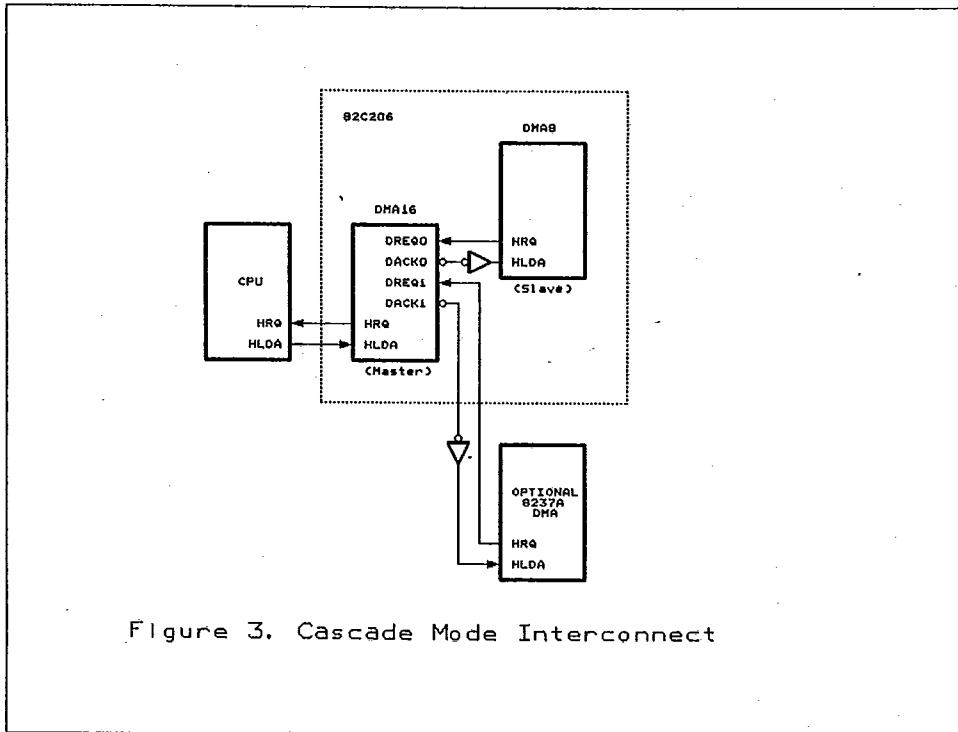 82C206
DMA8
HRQ
HLDA
(Slave)
DMA16
DREQ0
DACK0
DREQ1
DACK1
HRQ
HLDA
(Master)
CPU
HRQ
HLDA
OPTIONAL
8237A
DMA
HRQ
HLDA
Figure 3. Cascade Mode Interconnect